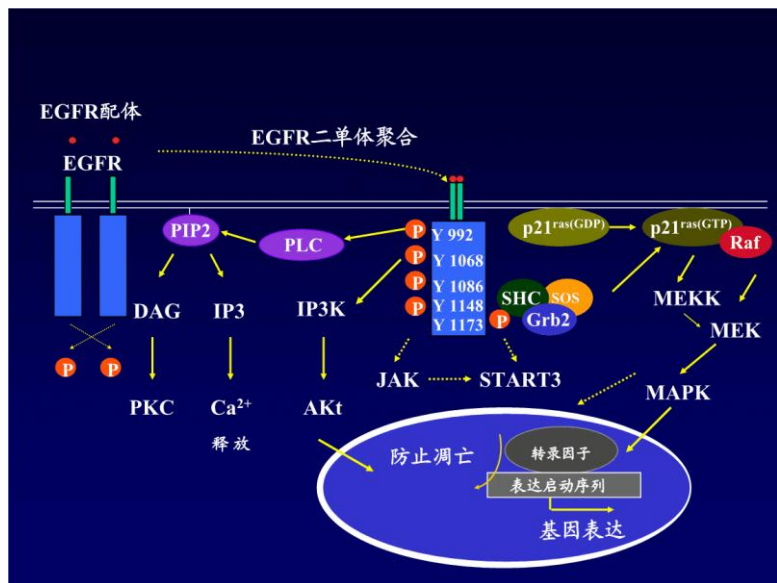 EGFR配体
EGFR
EGFR二单体聚合
PIP2
PLC
P
Y 992
P
Y 1068
P
Y 1086
P
Y 1148
Y 1173
P
SHC
SOS
Grb2
p21ras(GDP)
p21ras(GTP)
Raf
DAG
IP3
IP3K
MEKK
MEK
P
P
JAK
START3
MAPK
PKC
Ca2+
释放
AKt
防止凋亡
转录因子
表达启动序列
基因表达